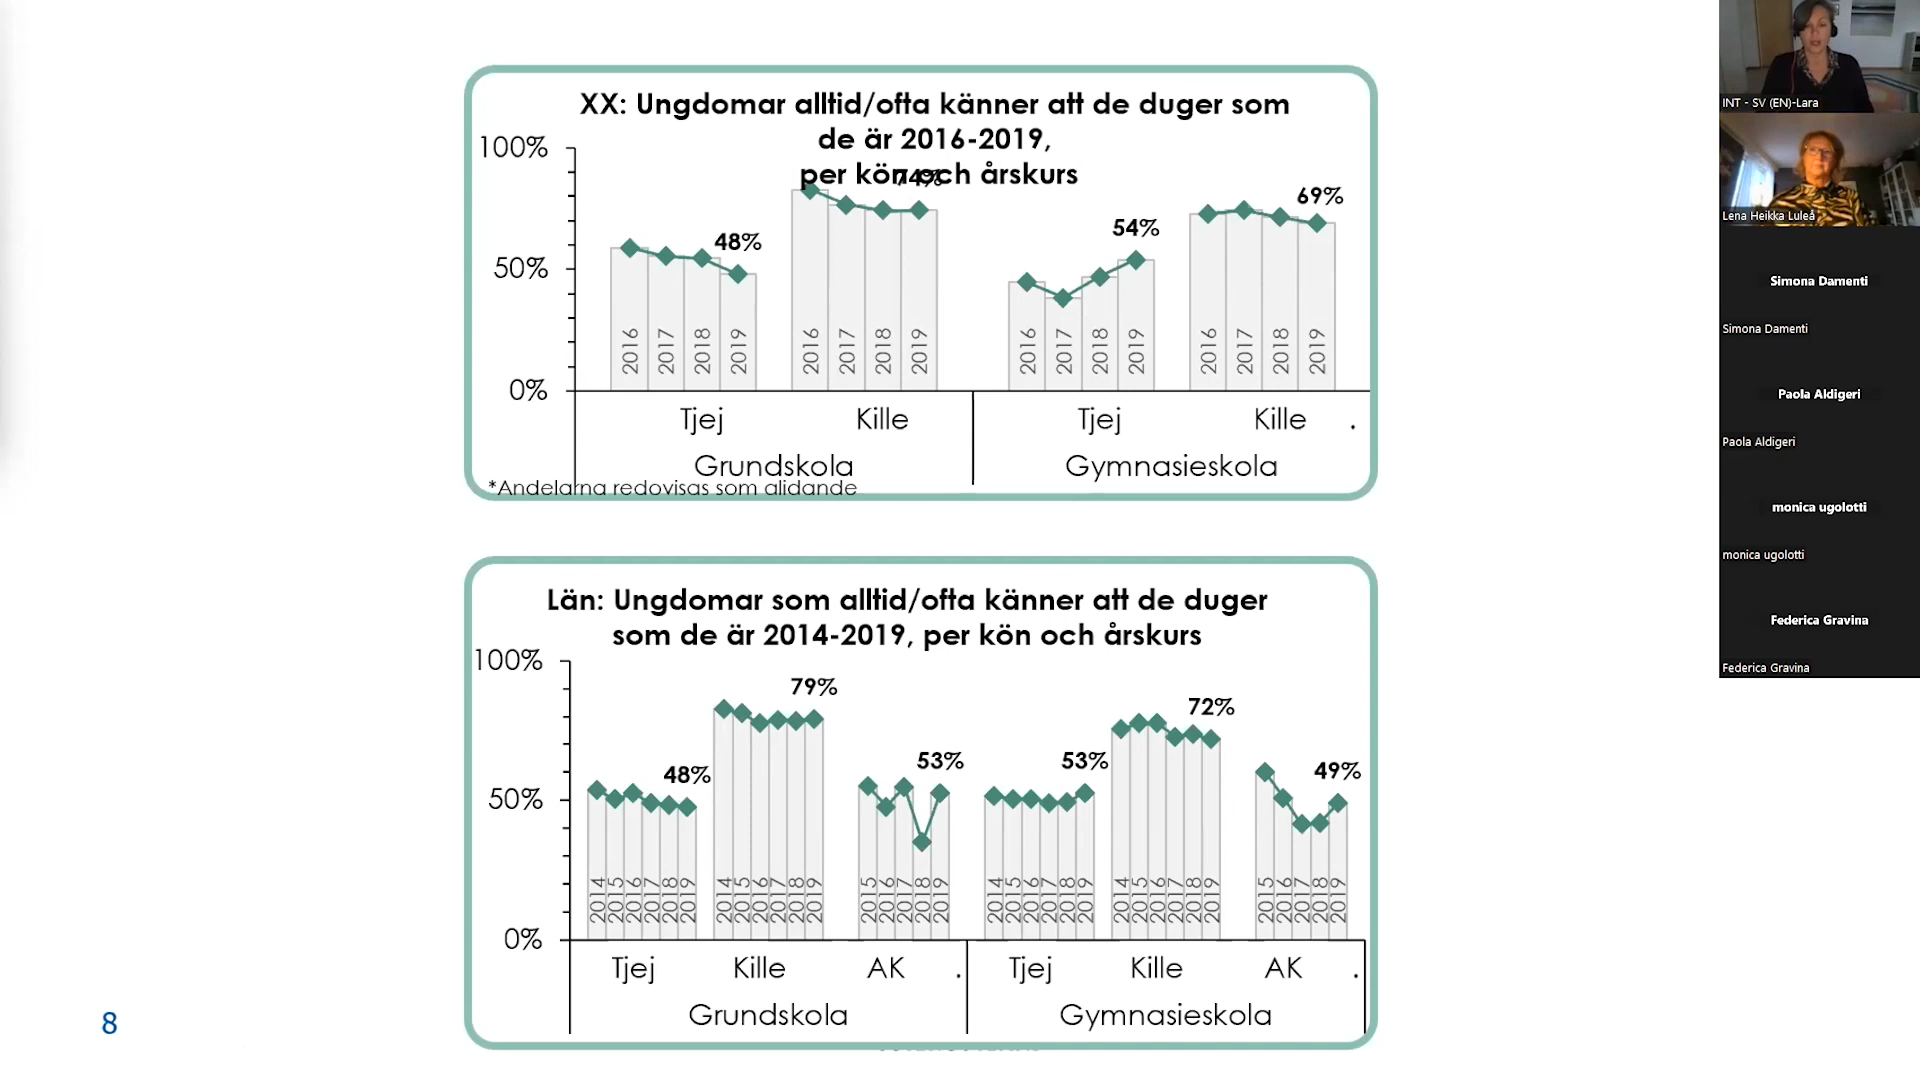 XX: Ungdomar alltid/ofta känner att de duger som
de är 2016-2019,
per kön och årskurs
100%
50%
0%
48%
74%
54%
69%
2016 2017 2018 2019
2016 2017 2018 2019
2016 2017 2018 2019
2016 2017 2018 2019
Tjej Kille Tjej Kille .
Grundskola Gymnasieskola
*Andelarna redovisas som glidande
Län: Ungdomar som alltid/ofta känner att de duger
som de är 2014-2019, per kön och årskurs
100%
50%
0%
48%
79%
53%
53%
72%
49%
2014 2015 2016 2017 2018 2019
2014 2015 2016 2017 2018 2019
2015 2016 2017 2018 2019
2014 2015 2016 2017 2018 2019
2014 2015 2016 2017 2018 2019
2015 2016 2017 2018 2019
Tjej Kille AK . Tjej Kille AK .
Grundskola Gymnasieskola
8
INT - SV (EN)-Lara
Lena Heikka Luleå
Simona Damenti
Simona Damenti
Paola Aldigeri
Paola Aldigeri
monica ugolotti
monica ugolotti
Federica Gravina
Federica Gravina